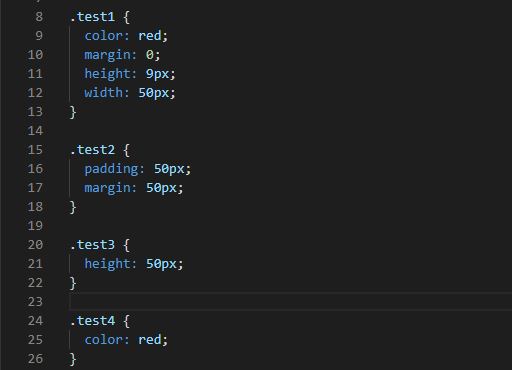 8 .test1 {
9 color: red;
10 margin: 0;
11 height: 9px;
12 width: 50px;
13 }
14
15 .test2 {
16 padding: 50px;
17 margin: 50px;
18 }
19
20 .test3 {
21 height: 50px;
22 }
23
24 .test4 {
25 color: red;
26 }